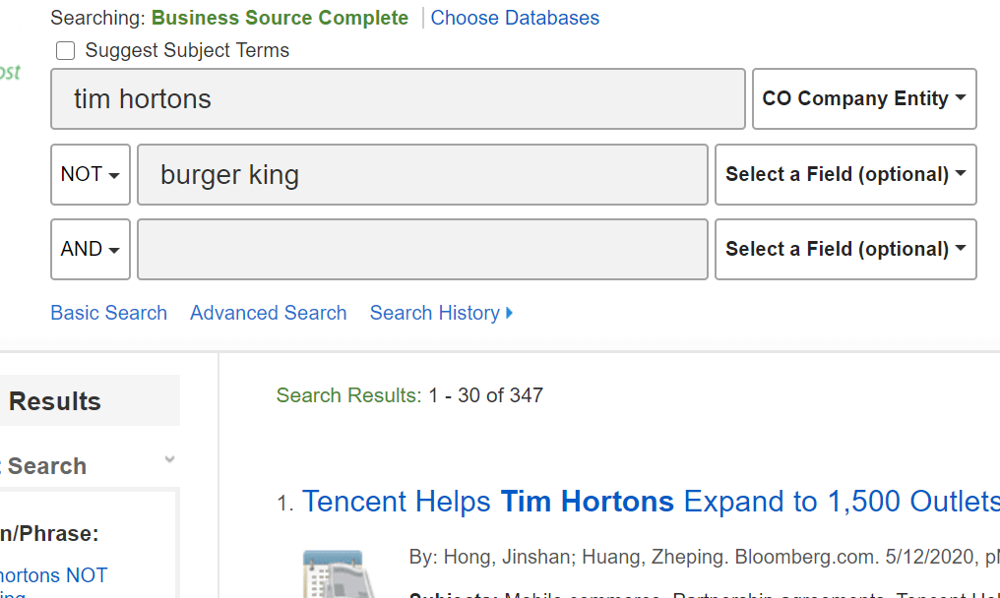 Searching: Business Source Complete | Choose Databases
Suggest Subject Terms
ost
tim hortons CO Company Entity
NOT burger king Select a Field (optional)
AND Select a Field (optional)
Basic Search Advanced Search Search History
Results
Search Results: 1 - 30 of 347
: Search
1. Tencent Helps Tim Hortons Expand to 1,500 Outlets
n/Phrase:
By: Hong, Jinshan; Huang, Zheping. Bloomberg.com. 5/12/2020, pN
hortons NOT
Subjects: Mobile commerce, Partnership agreements, Tencent Hol